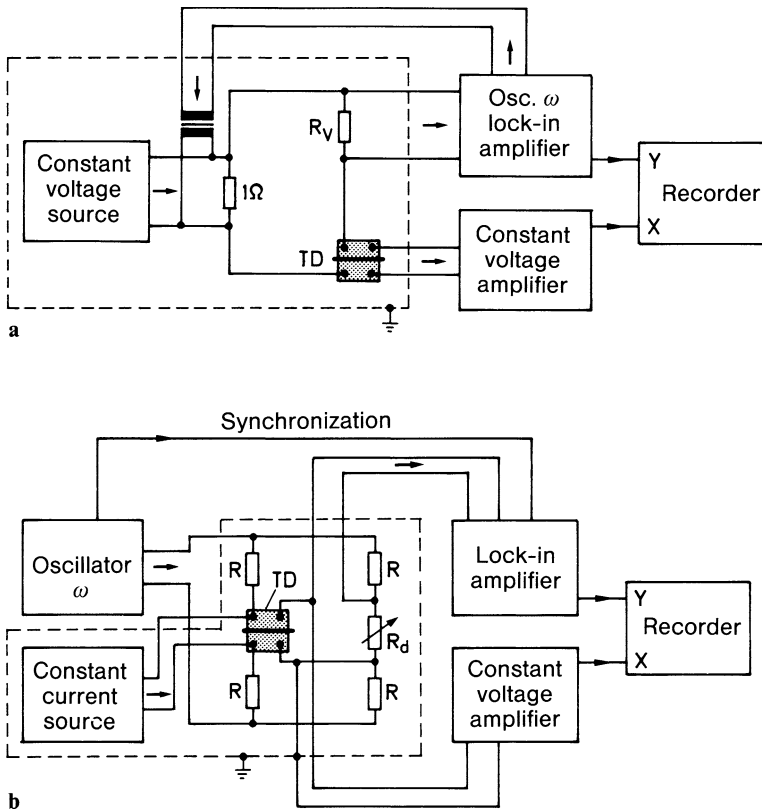 Constant
voltage
source
1Ω
R_V
TD
Osc. ω
lock-in
amplifier
Constant
voltage
amplifier
Y
X
Recorder
a
Synchronization
Oscillator
ω
Constant
current
source
R
TD
R
R
R_d
R
Lock-in
amplifier
Constant
voltage
amplifier
Y
X
Recorder
b